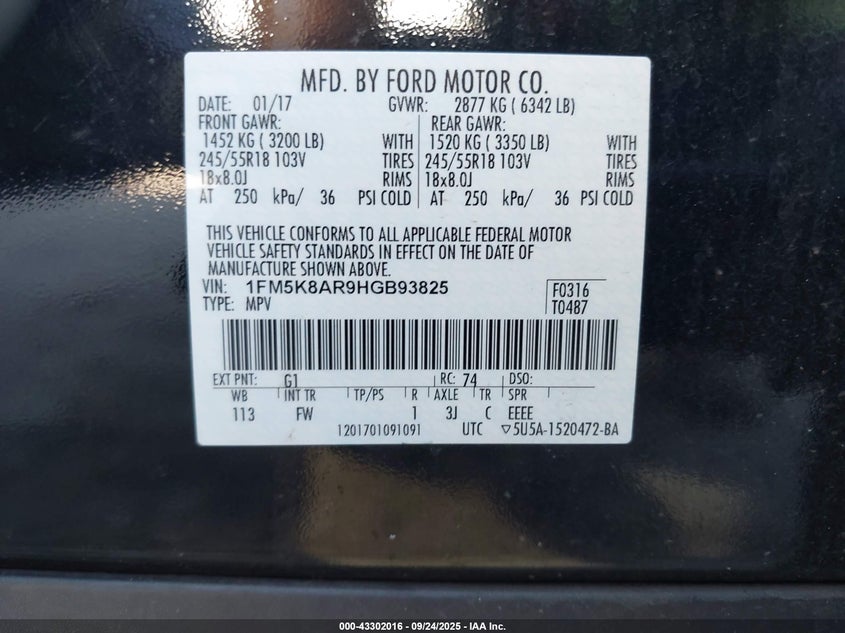 MFD. BY FORD MOTOR CO.
DATE: 01/17 GVWR: 2877 KG ( 6342 LB)
FRONT GAWR: REAR GAWR:
1452 KG ( 3200 LB) WITH 1520 KG ( 3350 LB) WITH
245/55R18 103V TIRES 245/55R18 103V TIRES
18x8.0J RIMS 18x8.0J RIMS
AT 250 kPa/ 36 PSI COLD AT 250 kPa/ 36 PSI COLD
THIS VEHICLE CONFORMS TO ALL APPLICABLE FEDERAL MOTOR
VEHICLE SAFETY STANDARDS IN EFFECT ON THE DATE OF
MANUFACTURE SHOWN ABOVE.
VIN: 1FM5K8AR9HGB93825 F0316
TYPE: MPV T0487
EXT PNT: G1 RC: 74 DSO:
WB INT TR TP/PS R AXLE TR SPR
113 FW 1 3J C EEEE
1201701091091 UTC ▽5U5A-1520472-BA
000-43302016 - 09/24/2025 - IAA Inc.